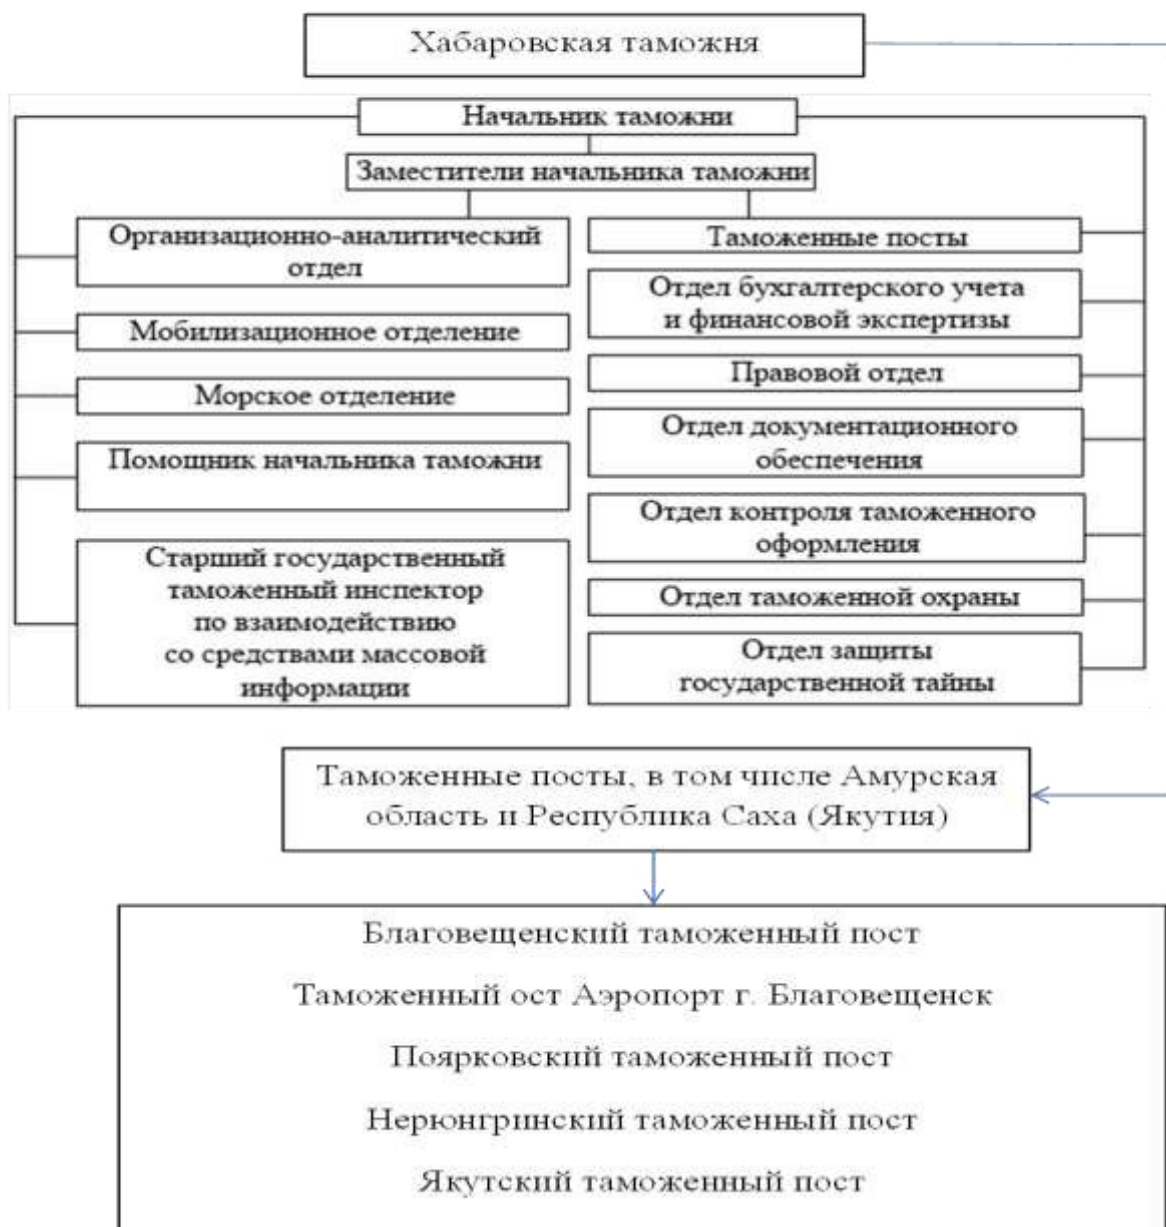 Хабаровская таможня
Начальник таможни
Заместители начальника таможни
Организационно-аналитический
отдел
Мобилизационное отделение
Морское отделение
Помощник начальника таможни
Старший государственный
таможенный инспектор
по взаимодействию
со средствами массовой
информации
Таможенные посты
Отдел бухгалтерского учета
и финансовой экспертизы
Правовой отдел
Отдел документационного
обеспечения
Отдел контроля таможенного
оформления
Отдел таможенной охраны
Отдел защиты
государственной тайны
Таможенные посты, в том числе Амурская
область и Республика Саха (Якутия)
Благовещенский таможенный пост
Таможенный ост Аэропорт г. Благовещенск
Поярковский таможенный пост
Нерюнгринский таможенный пост
Якутский таможенный пост